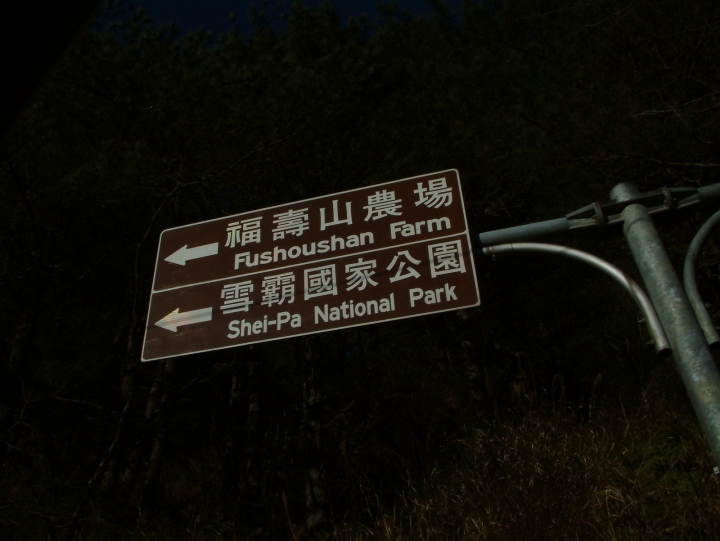 福壽山農場
Fushoushan Farm
雪霸國家公園
Shei-Pa National Park